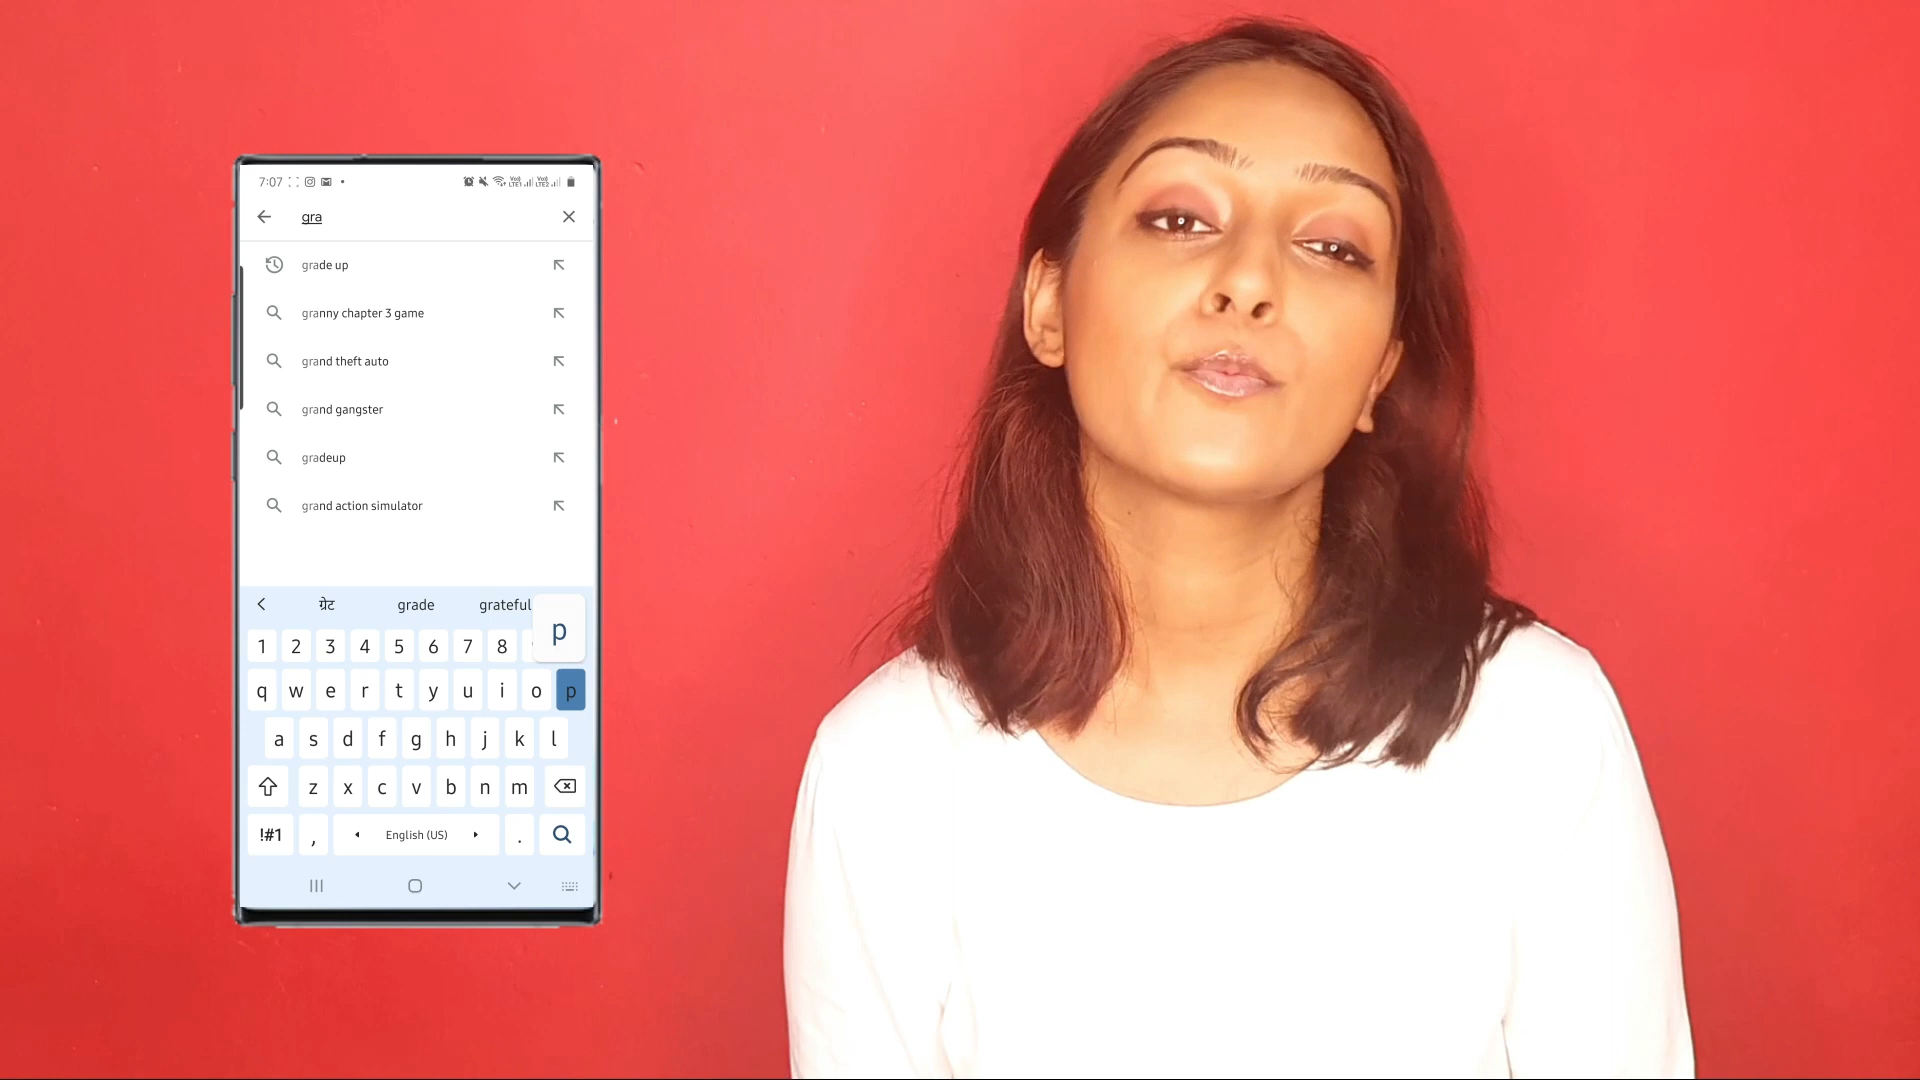 7:07
gra
grade up
granny chapter 3 game
grand theft auto
grand gangster
gradeup
grand action simulator
ग्रेट grade grateful
p
1 2 3 4 5 6 7 8
q w e r t y u i o p
a s d f g h j k l
z x c v b n m
!#1 , English (US) .